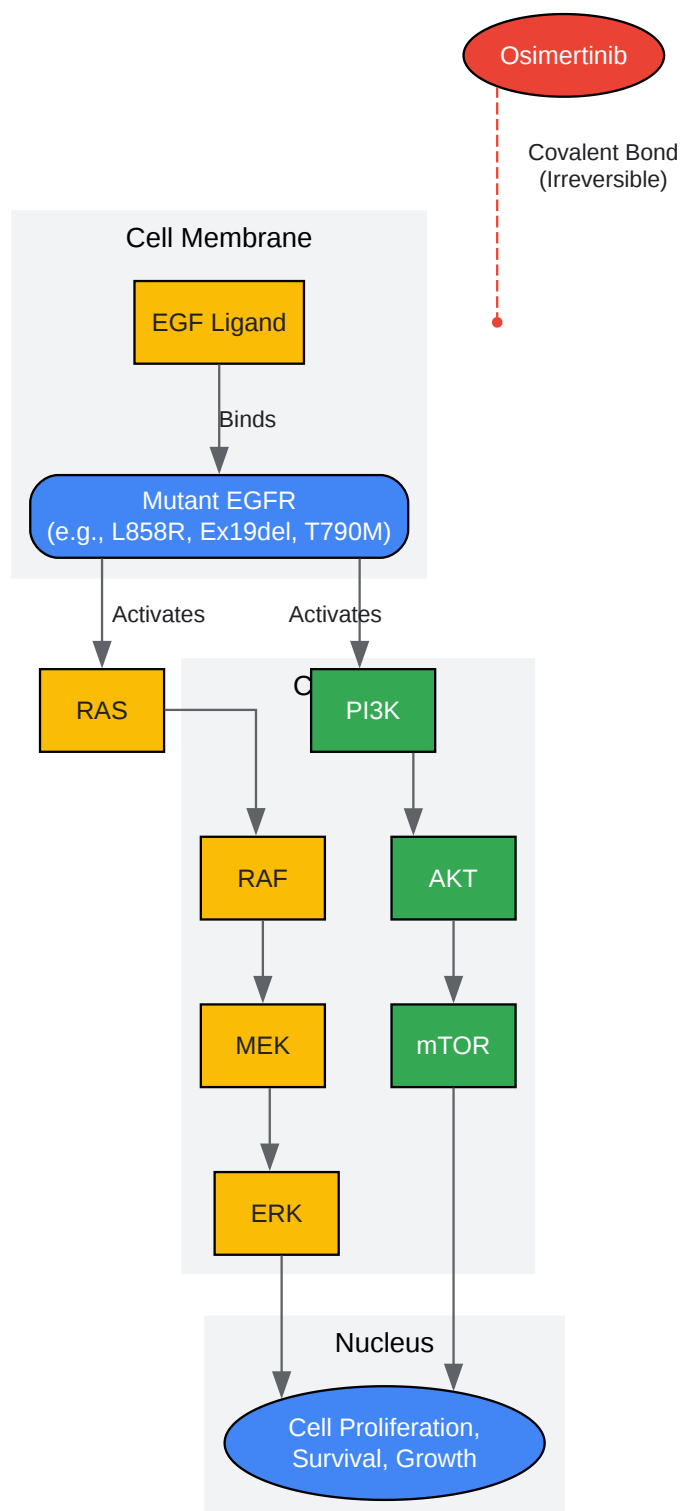 Osimertinib
Covalent Bond
(Irreversible)
Cell Membrane
EGF Ligand
Binds
Mutant EGFR
(e.g., L858R, Ex19del, T790M)
Activates
Activates
RAS
PI3K
RAF
AKT
MEK
mTOR
ERK
Nucleus
Cell Proliferation,
Survival, Growth